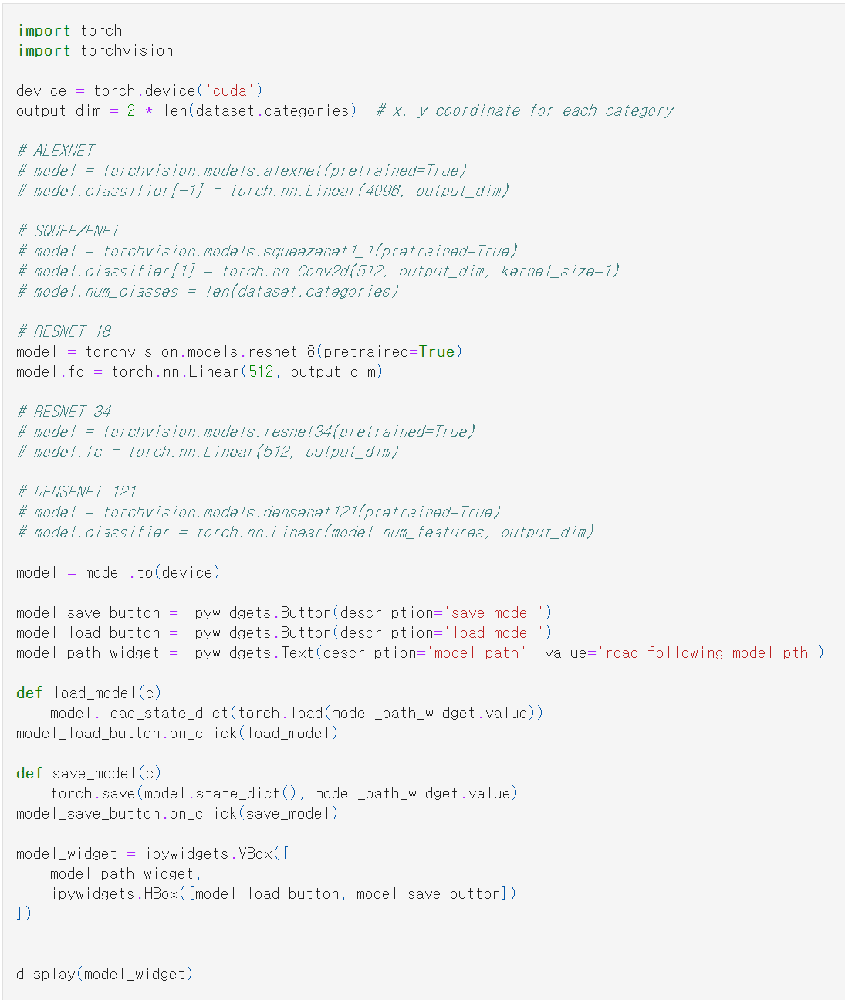 import torch
import torchvision
device = torch.device('cuda')
output_dim = 2 * len(dataset.categories)  # x, y coordinate for each category
# ALEXNET
# model = torchvision.models.alexnet(pretrained=True)
# model.classifier[-1] = torch.nn.Linear(4096, output_dim)
# SQUEEZENET
# model = torchvision.models.squeezenet1_1(pretrained=True)
# model.classifier[1] = torch.nn.Conv2d(512, output_dim, kernel_size=1)
# model.num_classes = len(dataset.categories)
# RESNET 18
model = torchvision.models.resnet18(pretrained=True)
model.fc = torch.nn.Linear(512, output_dim)
# RESNET 34
# model = torchvision.models.resnet34(pretrained=True)
# model.fc = torch.nn.Linear(512, output_dim)
# DENSENET 121
# model = torchvision.models.densenet121(pretrained=True)
# model.classifier = torch.nn.Linear(model.num_features, output_dim)
model = model.to(device)
model_save_button = ipywidgets.Button(description='save model')
model_load_button = ipywidgets.Button(description='load model')
model_path_widget = ipywidgets.Text(description='model path', value='road_following_model.pth')
def load_model(c):
    model.load_state_dict(torch.load(model_path_widget.value))
model_load_button.on_click(load_model)
def save_model(c):
    torch.save(model.state_dict(), model_path_widget.value)
model_save_button.on_click(save_model)
model_widget = ipywidgets.VBox([
    model_path_widget,
    ipywidgets.HBox([model_load_button, model_save_button])
])
display(model_widget)